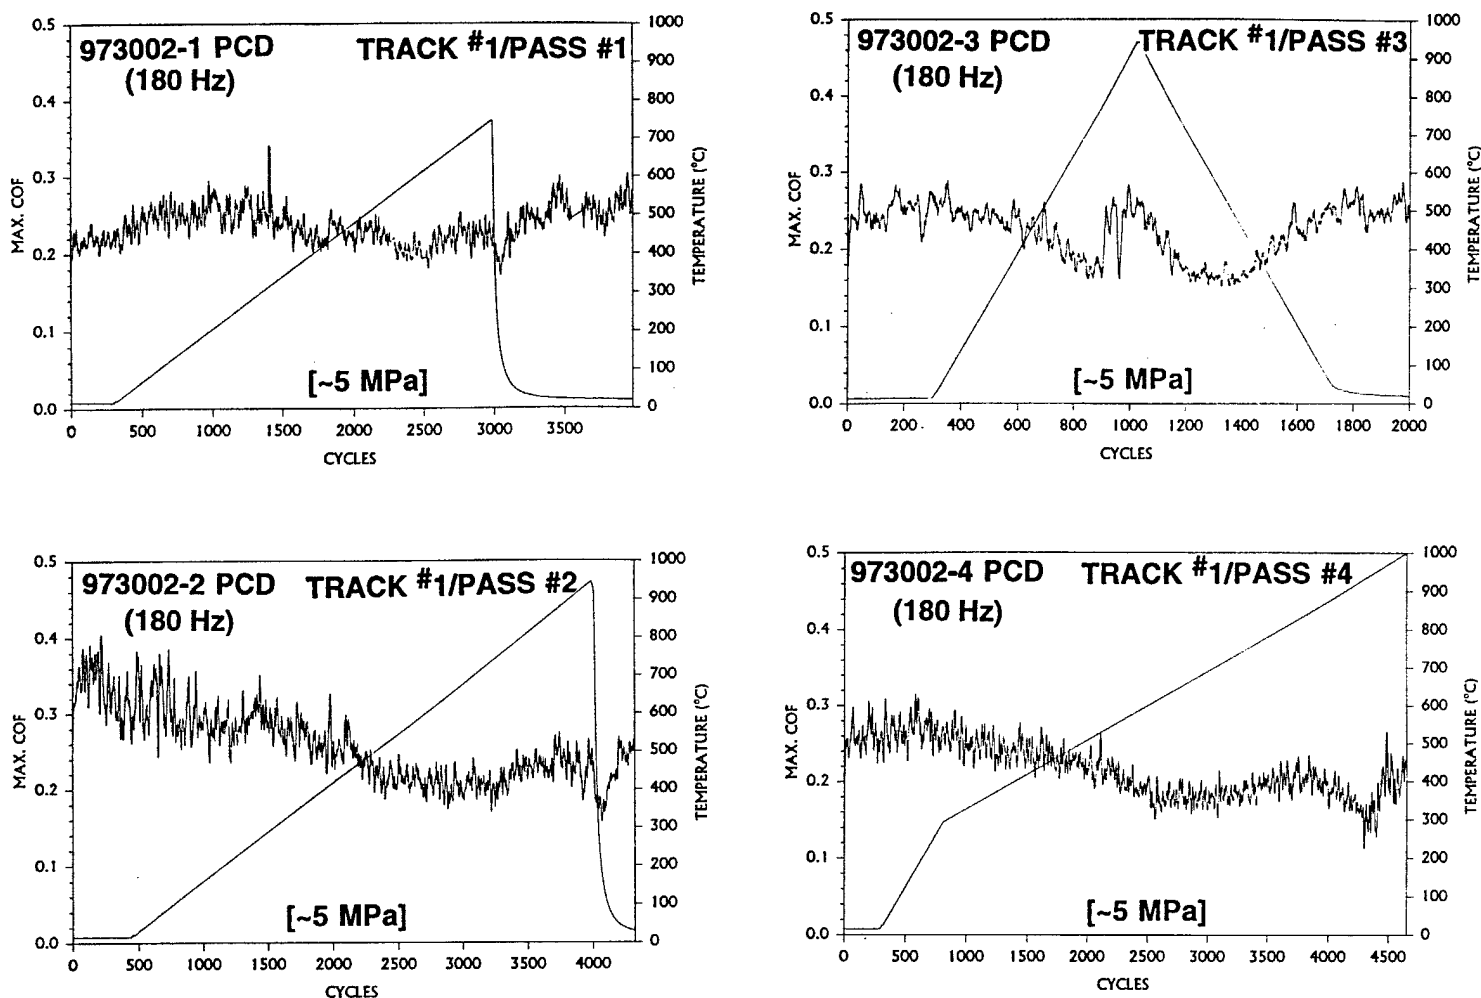 973002-1 PCD
(180 Hz)
TRACK #1/PASS #1
[~5 MPa]
MAX. COF
0.5
0.4
0.3
0.2
0.1
0.0
0 500 1000 1500 2000 2500 3000 3500
CYCLES
1000
900
800
700
600
500
400
300
200
100
0
TEMPERATURE (°C)
973002-3 PCD
(180 Hz)
TRACK #1/PASS #3
[~5 MPa]
MAX. COF
0.5
0.4
0.3
0.2
0.1
0.0
0 200 400 600 800 1000 1200 1400 1600 1800 2000
CYCLES
1000
900
800
700
600
500
400
300
200
100
0
TEMPERATURE (°C)
973002-2 PCD
(180 Hz)
TRACK #1/PASS #2
[~5 MPa]
MAX. COF
0.5
0.4
0.3
0.2
0.1
0.0
0 500 1000 1500 2000 2500 3000 3500 4000
CYCLES
1000
900
800
700
600
500
400
300
200
100
0
TEMPERATURE (°C)
973002-4 PCD
(180 Hz)
TRACK #1/PASS #4
[~5 MPa]
MAX. COF
0.5
0.4
0.3
0.2
0.1
0.0
0 500 1000 1500 2000 2500 3000 3500 4000 4500
CYCLES
1000
900
800
700
600
500
400
300
200
100
0
TEMPERATURE (°C)